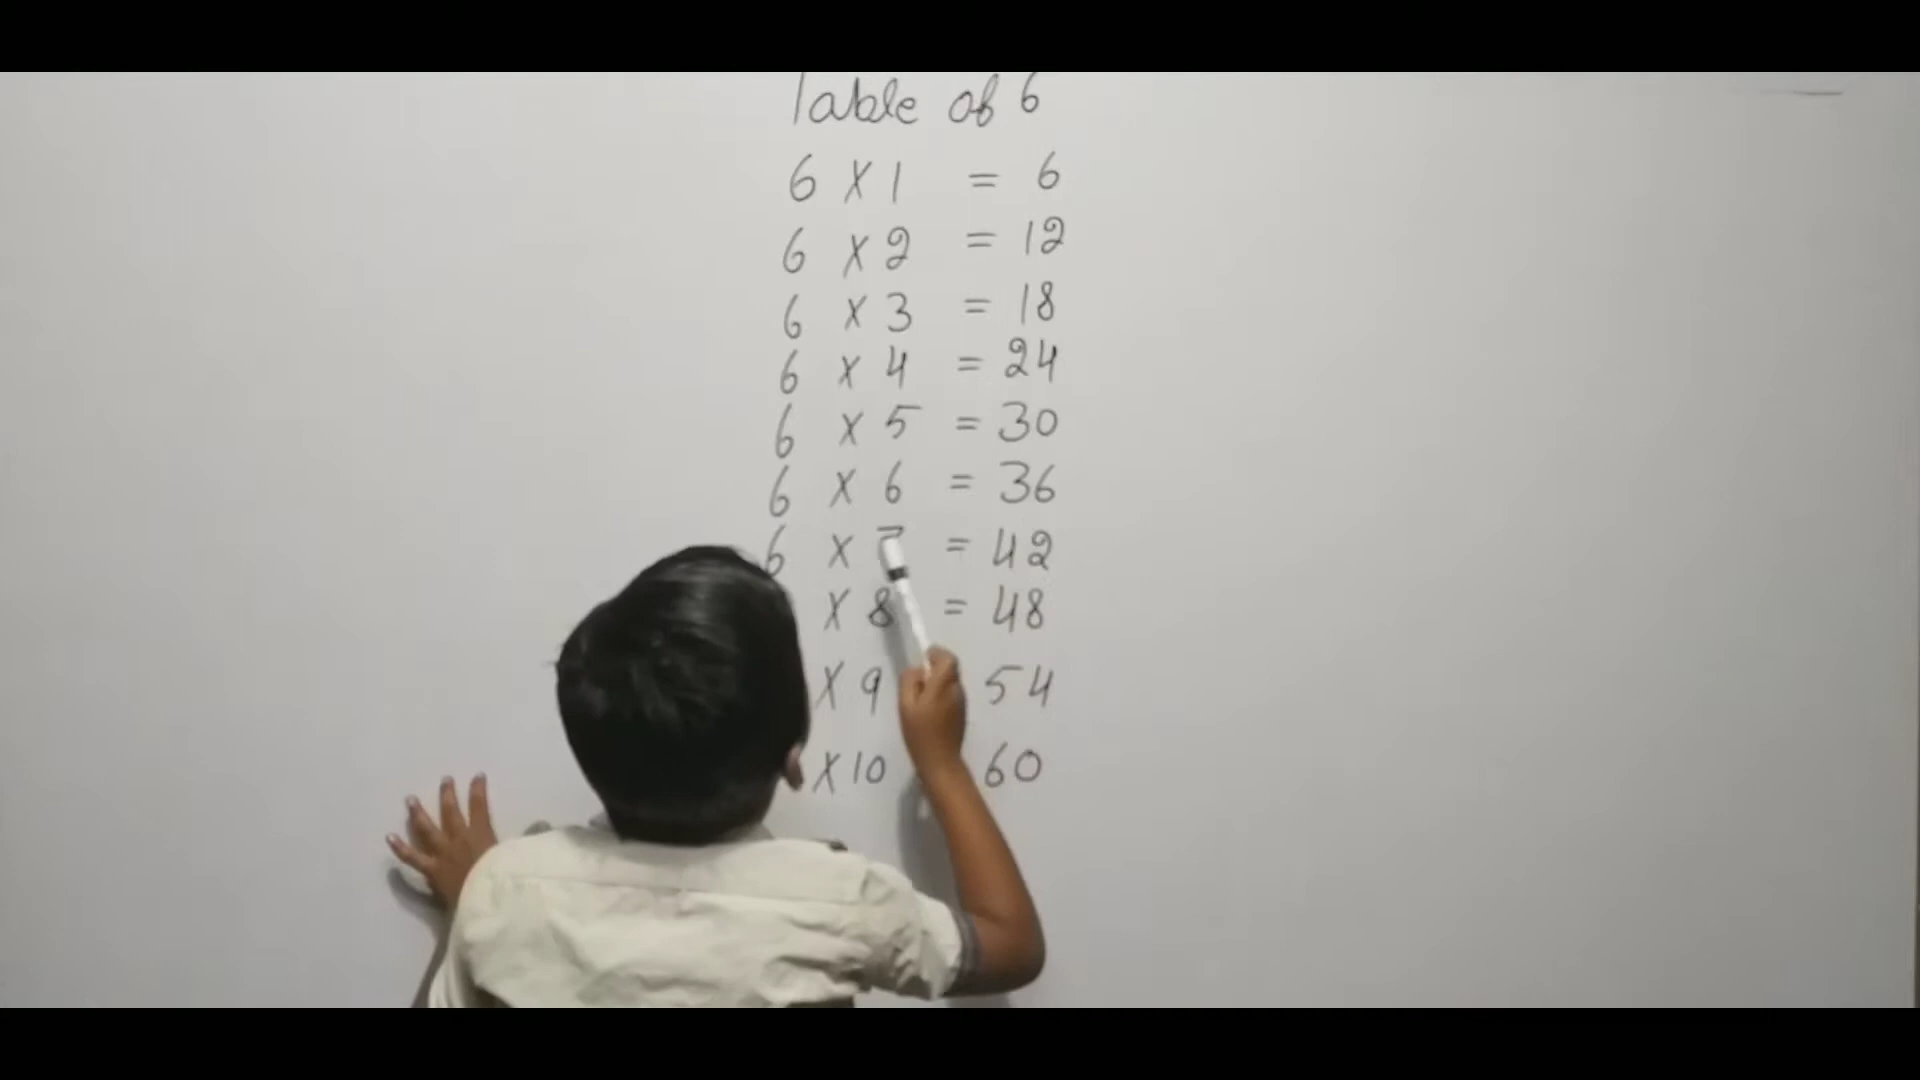 Table of 6
6 X 1 = 6
6 X 2 = 12
6 X 3 = 18
6 X 4 = 24
6 X 5 = 30
6 X 6 = 36
6 X 7 = 42
X 8 = 48
X 9 54
X 10 60